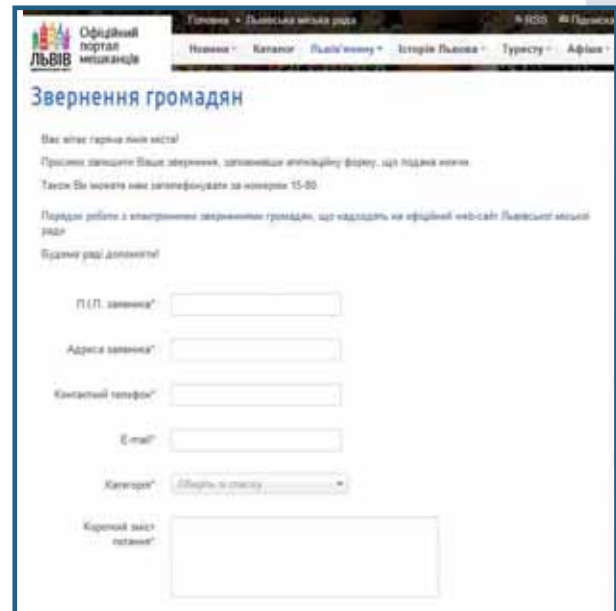 Головна • Львівська міська рада
RSS Підписка
ЛЬВІВ
Офіційний
портал
мешканців
Новини Каталог Львів'янину Історія Львова Туристу Афіша
Звернення громадян
Вас вітає гаряча лінія міста!
Просимо залишити Ваше звернення, заповнивши аплікаційну форму, що подана нижче.
Також Ви можете нам зателефонувати за номером 15-80.
Порядок роботи з електронними зверненнями громадян, що надходять на офіційний web-сайт Львівської міської
ради
Будемо раді допомогти!
П.І.П. заявника*
Адреса заявника*
Контактний телефон*
E-mail*
Категорія* Оберіть зі списку
Короткий зміст
питання*